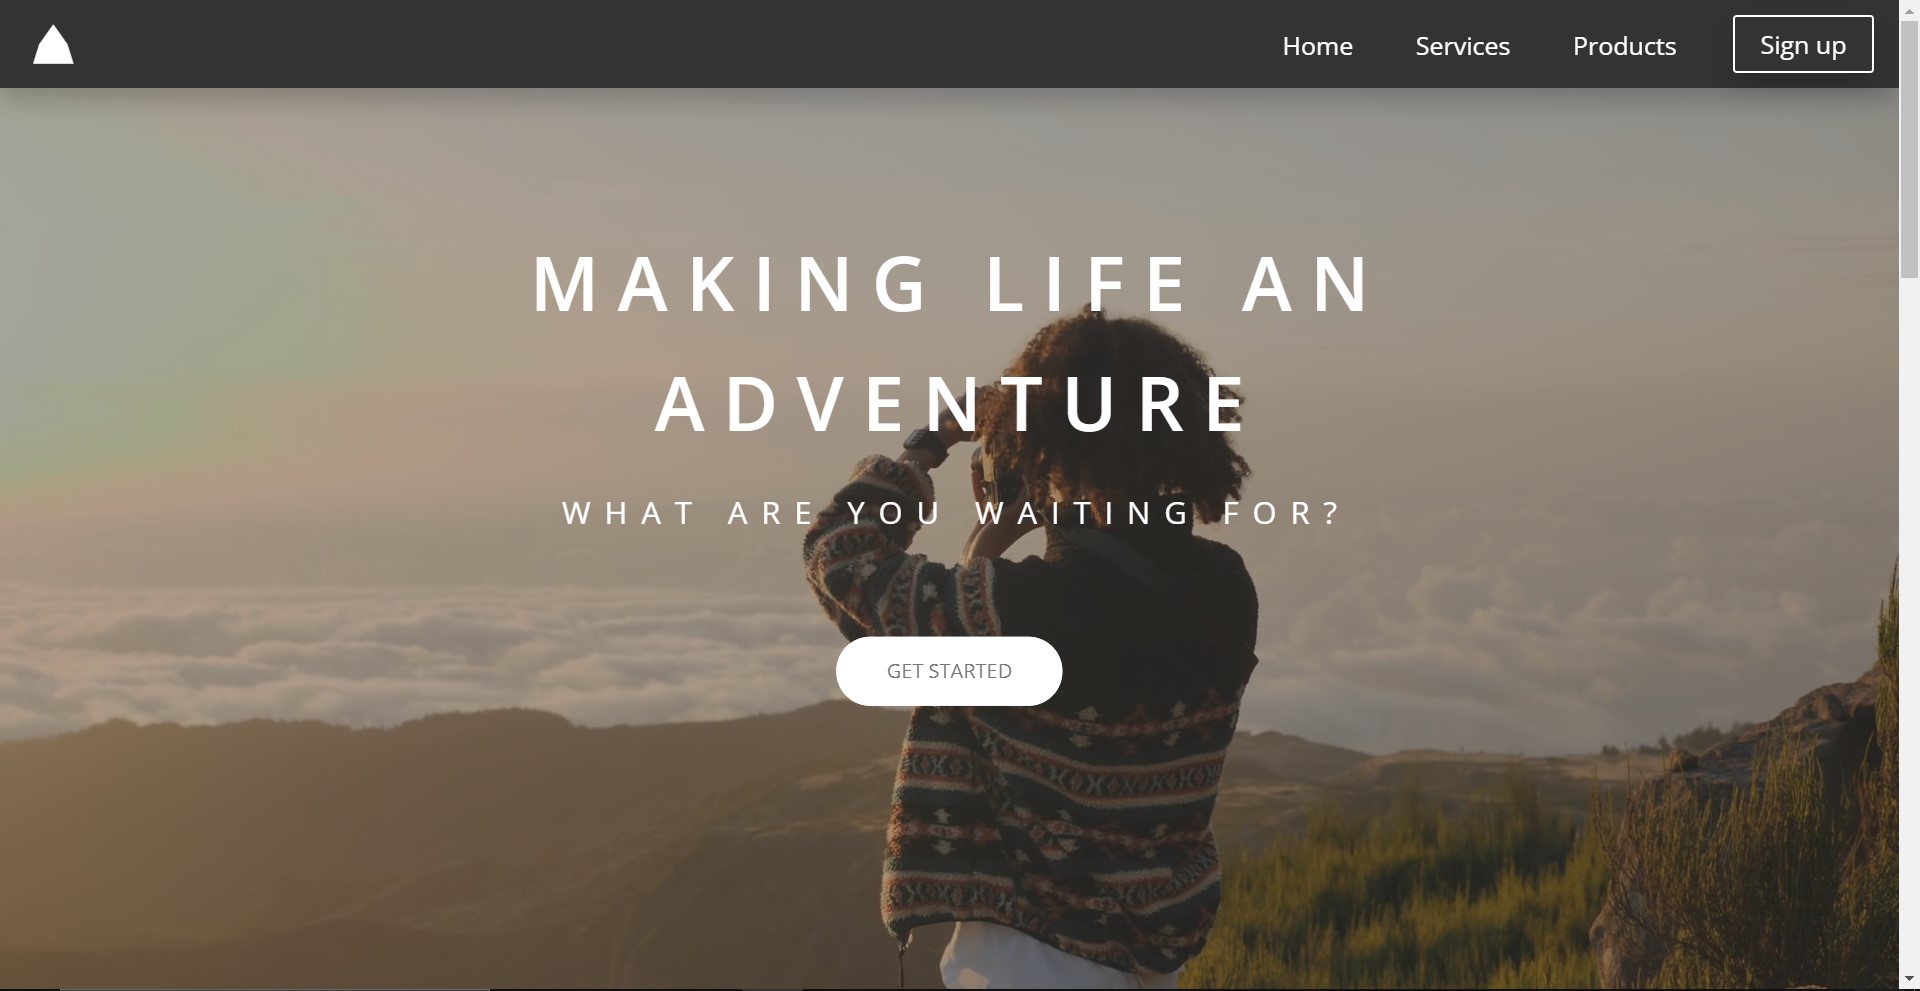 Home
Services
Products
Sign up
MAKING LIFE AN
ADVENTURE
WHAT ARE YOU WAITING FOR?
GET STARTED